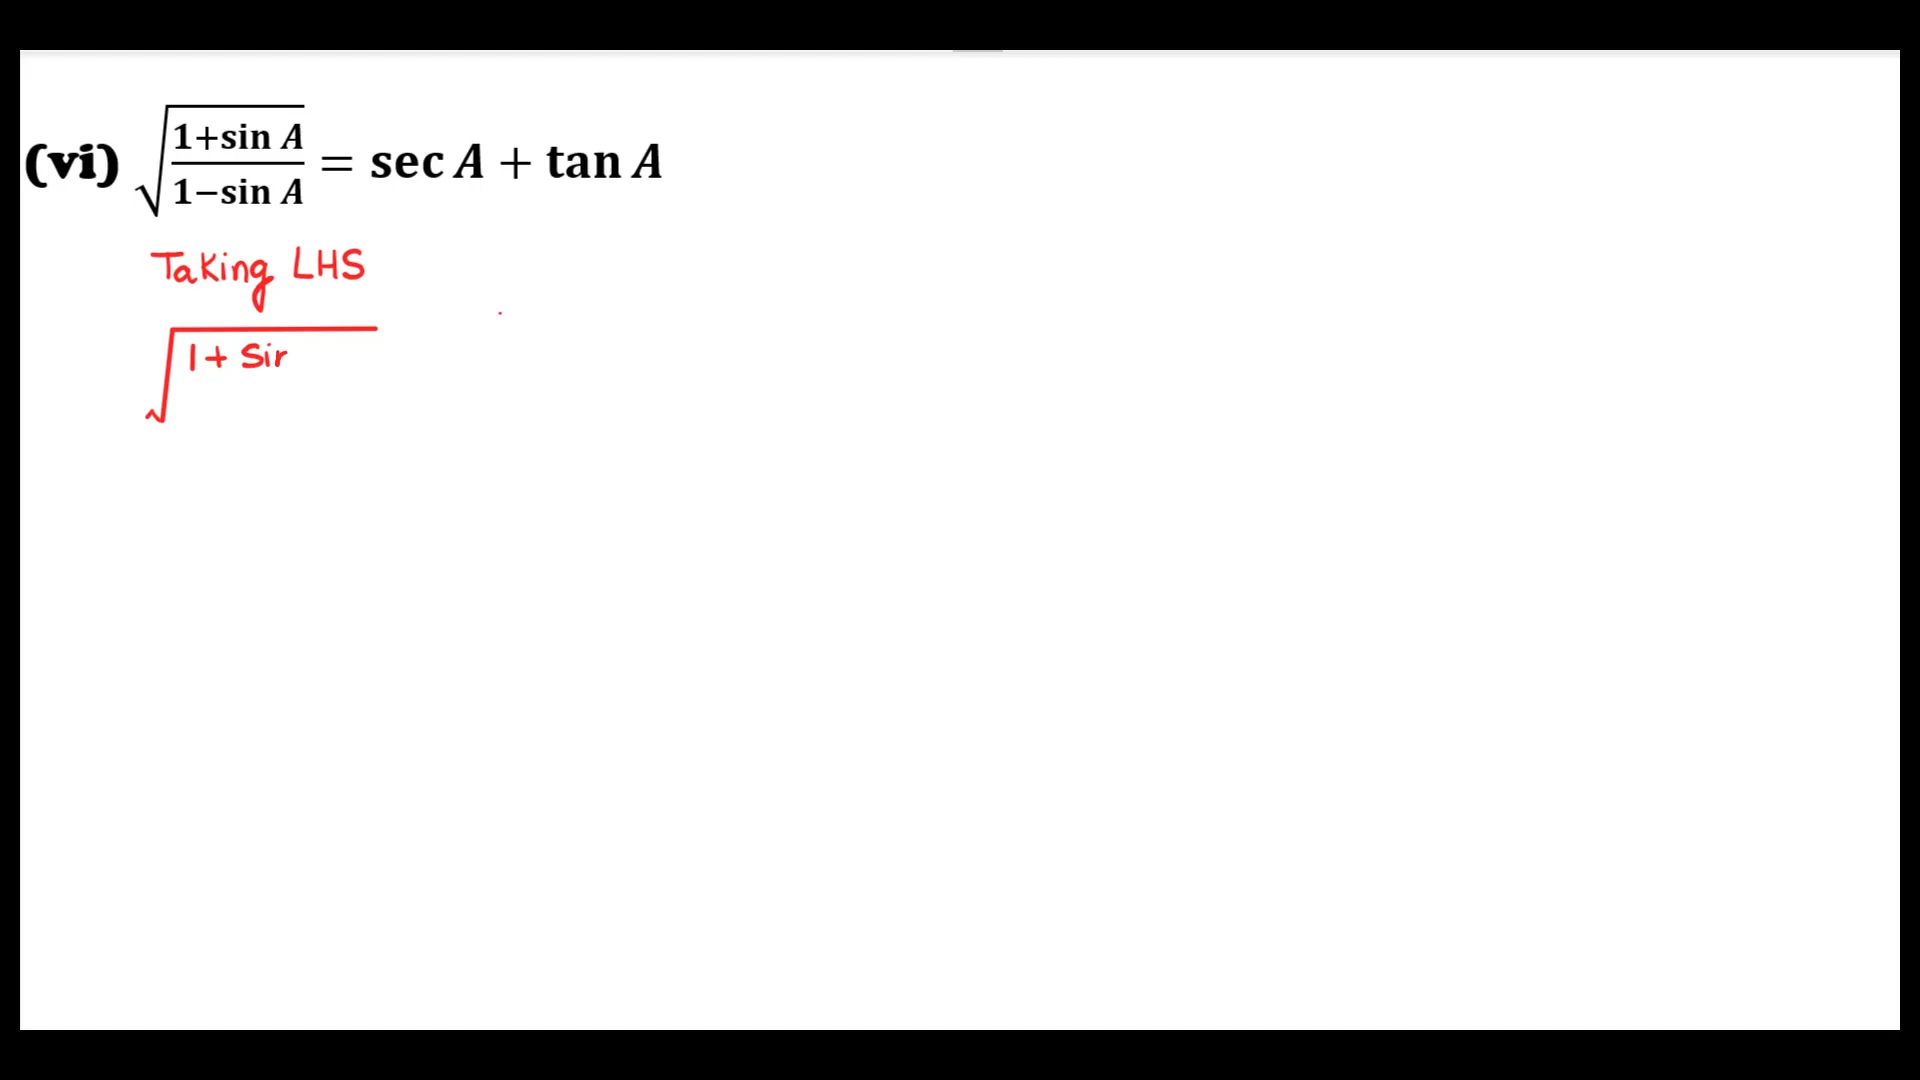 (vi) √((1+sin A)/(1−sin A)) = sec A + tan A
Taking LHS
√(1 + Sir